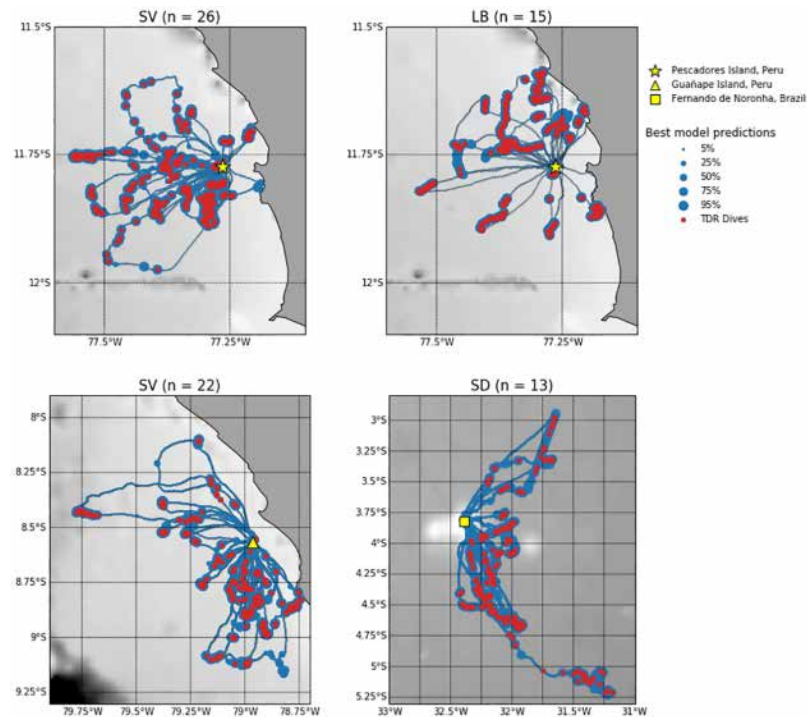 SV (n = 26)
11.5°S
11.75°S
12°S
77.5°W
77.25°W
LB (n = 15)
11.5°S
11.75°S
12°S
77.5°W
77.25°W
Pescadores Island, Peru
Guañape Island, Peru
Fernando de Noronha, Brazil
Best model predictions
5%
25%
50%
75%
95%
TDR Dives
SV (n = 22)
8°S
8.25°S
8.5°S
8.75°S
9°S
9.25°S
79.75°W
79.5°W
79.25°W
79°W
78.75°W
SD (n = 13)
3°S
3.25°S
3.5°S
3.75°S
4°S
4.25°S
4.5°S
4.75°S
5°S
5.25°S
33°W
32.5°W
32°W
31.5°W
31°W